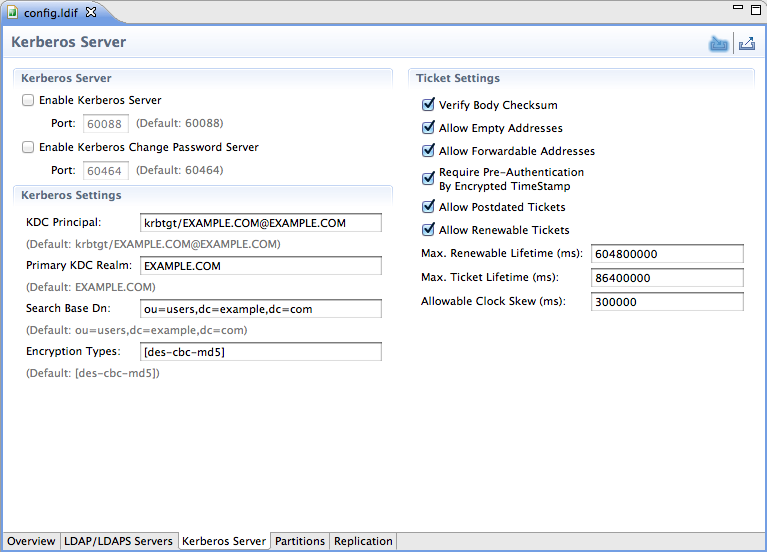 config.ldif
Kerberos Server
Kerberos Server
Enable Kerberos Server
Port: 60088 (Default: 60088)
Enable Kerberos Change Password Server
Port: 60464 (Default: 60464)
Kerberos Settings
KDC Principal: krbtgt/EXAMPLE.COM@EXAMPLE.COM
(Default: krbtgt/EXAMPLE.COM@EXAMPLE.COM)
Primary KDC Realm: EXAMPLE.COM
(Default: EXAMPLE.COM)
Search Base Dn: ou=users,dc=example,dc=com
(Default: ou=users,dc=example,dc=com)
Encryption Types: [des-cbc-md5]
(Default: [des-cbc-md5])
Ticket Settings
Verify Body Checksum
Allow Empty Addresses
Allow Forwardable Addresses
Require Pre-Authentication
By Encrypted TimeStamp
Allow Postdated Tickets
Allow Renewable Tickets
Max. Renewable Lifetime (ms): 604800000
Max. Ticket Lifetime (ms): 86400000
Allowable Clock Skew (ms): 300000
Overview LDAP/LDAPS Servers Kerberos Server Partitions Replication